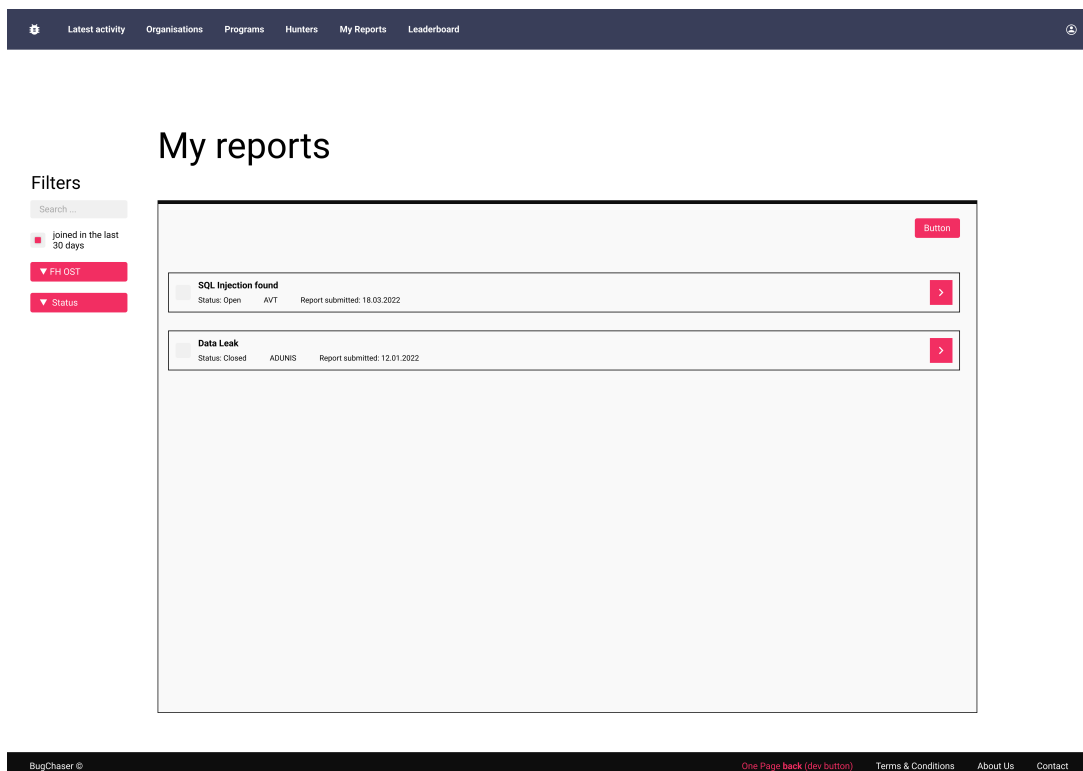 Latest activity Organisations Programs Hunters My Reports Leaderboard
My reports
Filters
Search ...
joined in the last
30 days
▼ FH OST
▼ Status
Button
SQL Injection found
Status: Open AVT Report submitted: 18.03.2022
Data Leak
Status: Closed ADUNIS Report submitted: 12.01.2022
BugChaser © One Page back (dev button) Terms & Conditions About Us Contact